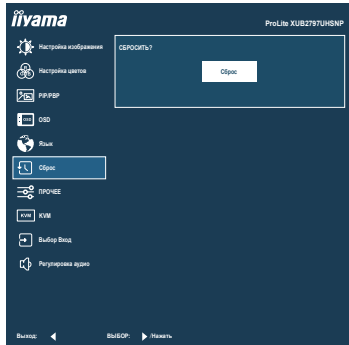 iiyama
ProLite XUB2797UHSNP
Настройка изображения
СБРОСИТЬ?
Сброс
Настройка цветов
PIP/PBP
OSD
OSD
Язык
Сброс
ПРОЧЕЕ
KVM
KVM
Выбор Вход
Регулировка аудио
Выход:
ВЫБОР:
/Нажать